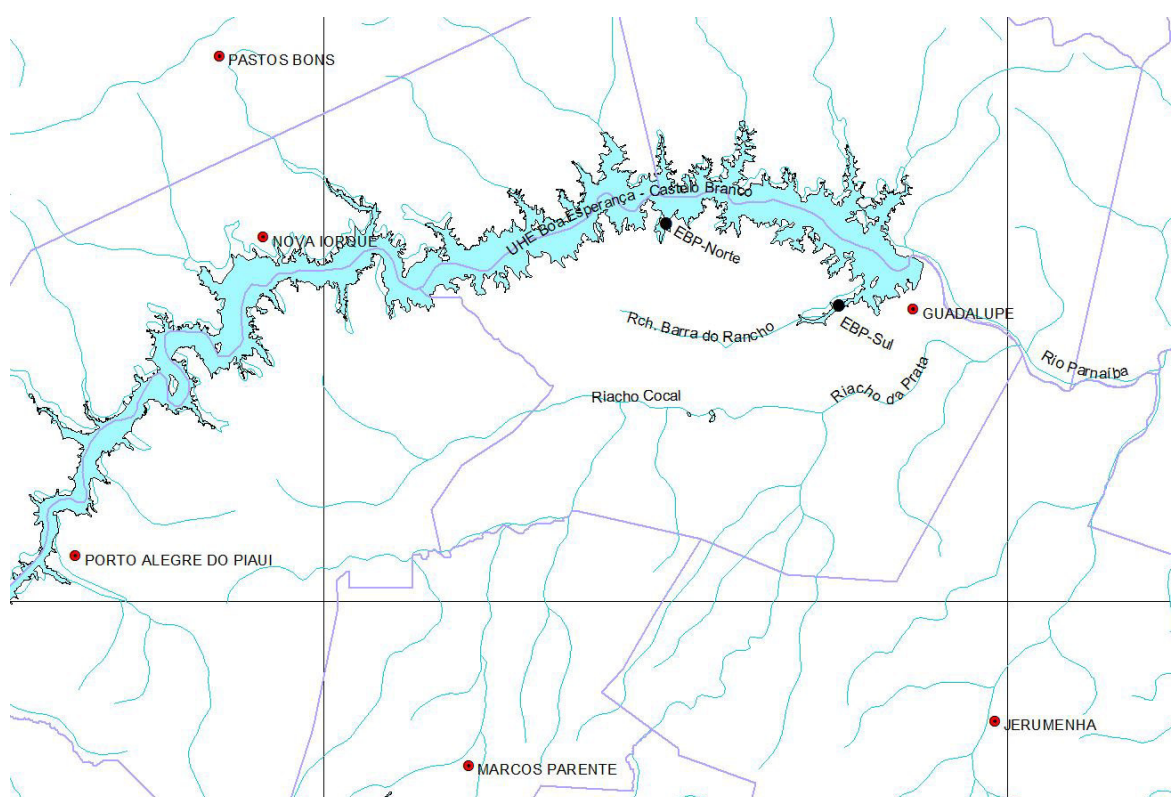 PASTOS BONS
UHE Boa Esperança - Castelo Branco
NOVA IORQUE
EBP-Norte
GUADALUPE
Rch. Barra do Rancho
EBP-Sul
Rio Parnaíba
Riacho d'a Prata
Riacho Cocal
PORTO ALEGRE DO PIAUI
JERUMENHA
MARCOS PARENTE